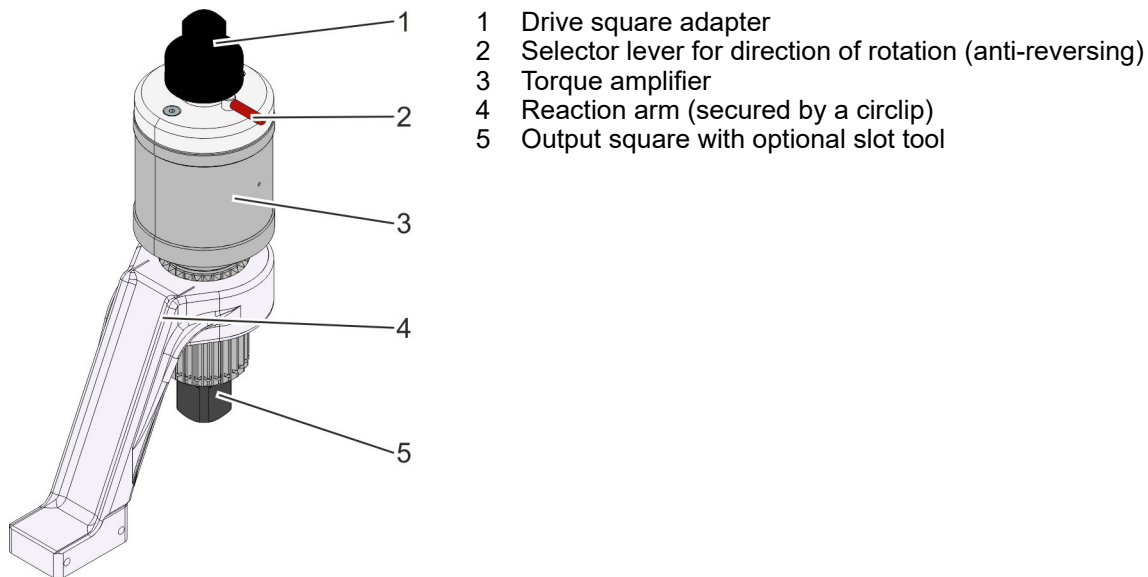 1
2
3
4
5
1 Drive square adapter
2 Selector lever for direction of rotation (anti-reversing)
3 Torque amplifier
4 Reaction arm (secured by a circlip)
5 Output square with optional slot tool